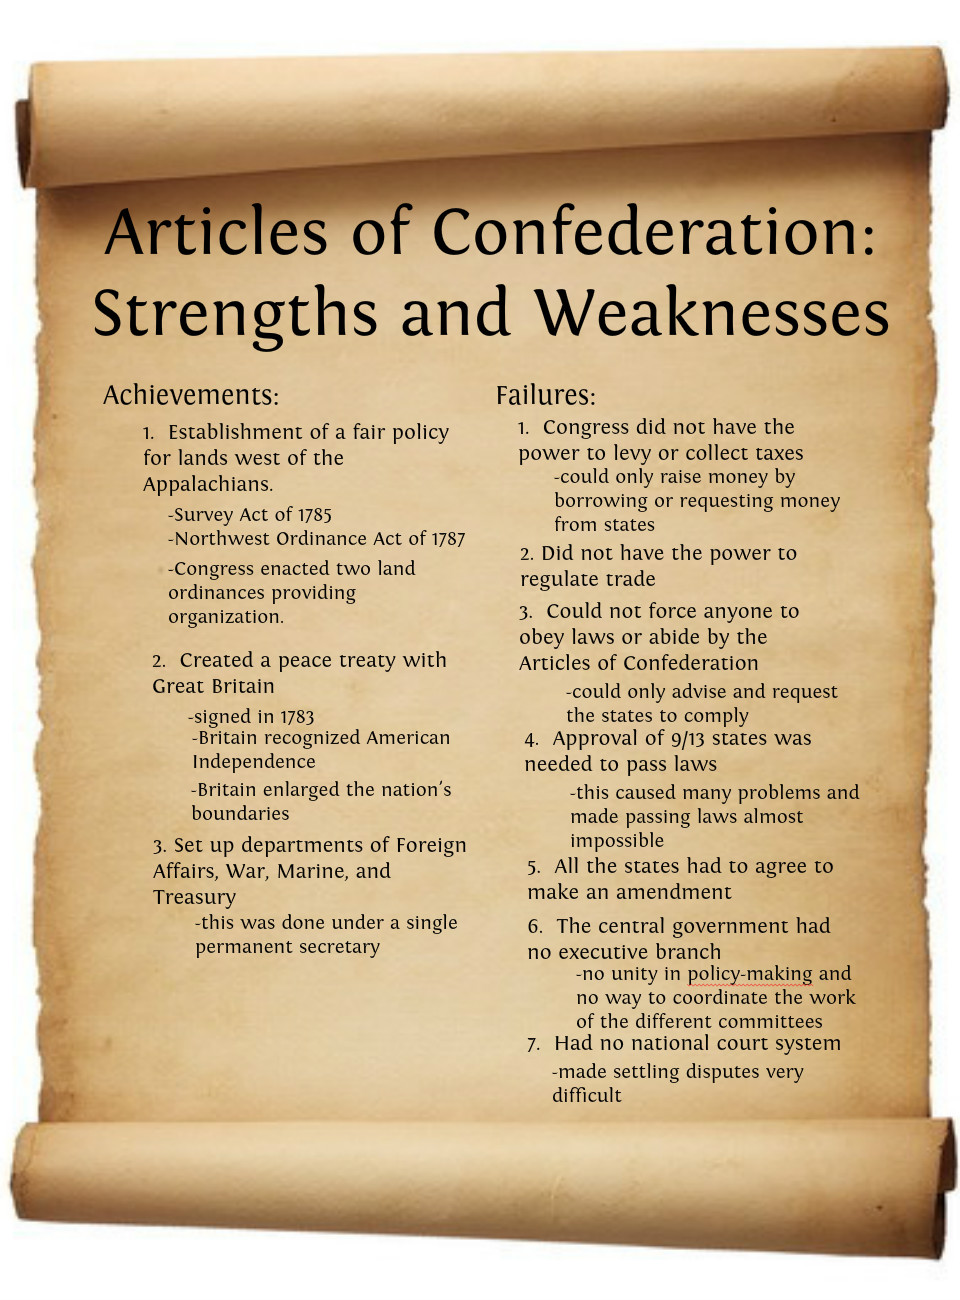 Articles of Confederation:
Strengths and Weaknesses
Achievements:
1. Establishment of a fair policy
for lands west of the
Appalachians.
-Survey Act of 1785
-Northwest Ordinance Act of 1787
-Congress enacted two land
ordinances providing
organization.
2. Created a peace treaty with
Great Britain
-signed in 1783
-Britain recognized American
Independence
-Britain enlarged the nation's
boundaries
3. Set up departments of Foreign
Affairs, War, Marine, and
Treasury
-this was done under a single
permanent secretary
Failures:
1. Congress did not have the
power to levy or collect taxes
-could only raise money by
borrowing or requesting money
from states
2. Did not have the power to
regulate trade
3. Could not force anyone to
obey laws or abide by the
Articles of Confederation
-could only advise and request
the states to comply
4. Approval of 9/13 states was
needed to pass laws
-this caused many problems and
made passing laws almost
impossible
5. All the states had to agree to
make an amendment
6. The central government had
no executive branch
-no unity in policy-making and
no way to coordinate the work
of the different committees
7. Had no national court system
-made settling disputes very
difficult